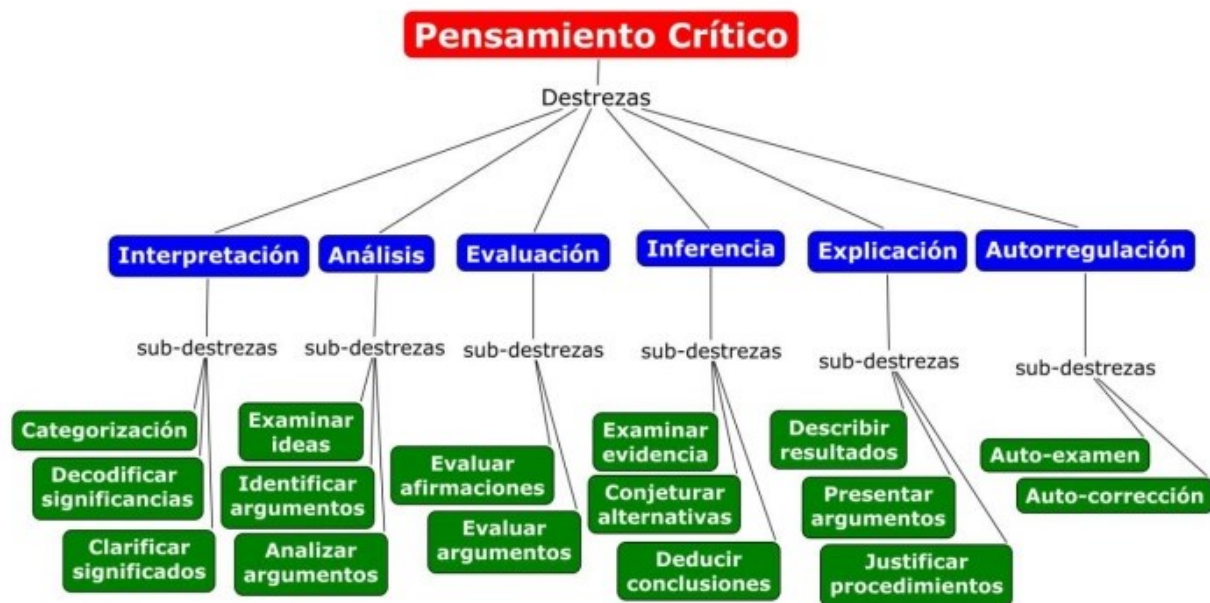 Pensamiento Crítico
Destrezas
Interpretación
Análisis
Evaluación
Inferencia
Explicación
Autorregulación
sub-destrezas
sub-destrezas
sub-destrezas
sub-destrezas
sub-destrezas
sub-destrezas
Categorización
Decodificar
significancias
Clarificar
significados
Examinar
ideas
Identificar
argumentos
Analizar
argumentos
Evaluar
afirmaciones
Evaluar
argumentos
Examinar
evidencia
Conjeturar
alternativas
Deducir
conclusiones
Describir
resultados
Presentar
argumentos
Justificar
procedimientos
Auto-examen
Auto-corrección